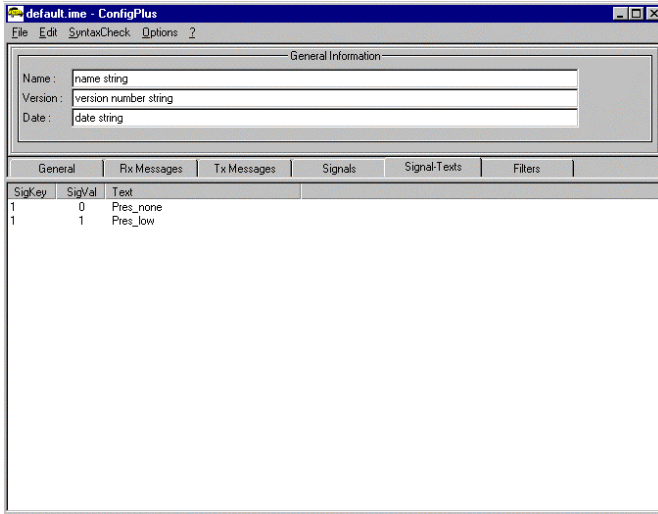 default.ime - ConfigPlus
File Edit SyntaxCheck Options ?
General Information
Name : name string
Version : version number string
Date : date string
General Rx Messages Tx Messages Signals Signal-Texts Filters
SigKey SigVal Text
1 0 Pres_none
1 1 Pres_low